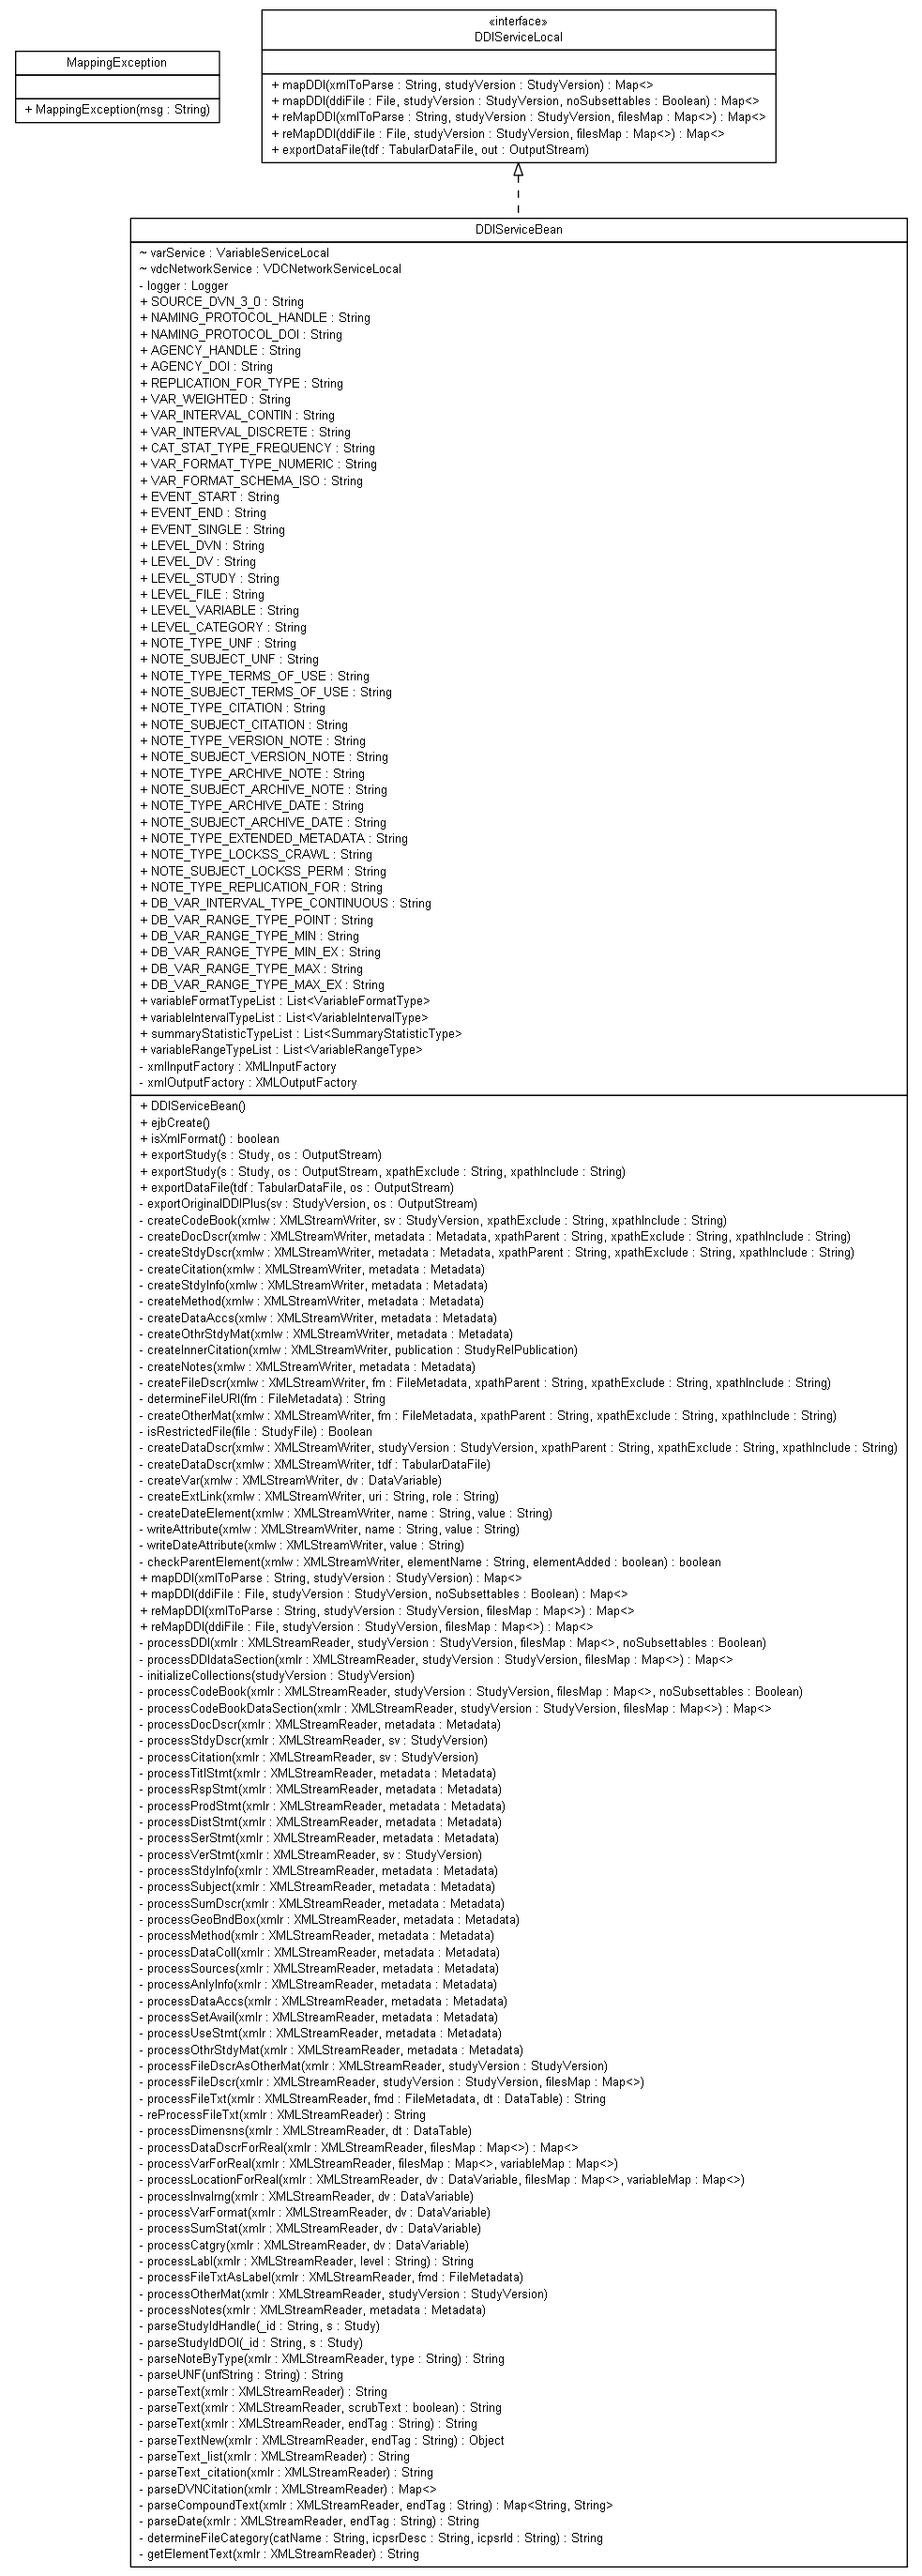 MappingException
+ MappingException(msg : String)
«interface»
DDIServiceLocal
+ mapDDI(xmlToParse : String, studyVersion : StudyVersion) : Map<>
+ mapDDI(ddiFile : File, studyVersion : StudyVersion, noSubsettables : Boolean) : Map<>
+ reMapDDI(xmlToParse : String, studyVersion : StudyVersion, filesMap : Map<>) : Map<>
+ reMapDDI(ddiFile : File, studyVersion : StudyVersion, filesMap : Map<>) : Map<>
+ exportDataFile(tdf : TabularDataFile, out : OutputStream)
DDIServiceBean
~ varService : VariableServiceLocal
~ vdcNetworkService : VDCNetworkServiceLocal
- logger : Logger
+ SOURCE_DVN_3_0 : String
+ NAMING_PROTOCOL_HANDLE : String
+ NAMING_PROTOCOL_DOI : String
+ AGENCY_HANDLE : String
+ AGENCY_DOI : String
+ REPLICATION_FOR_TYPE : String
+ VAR_WEIGHTED : String
+ VAR_INTERVAL_CONTIN : String
+ VAR_INTERVAL_DISCRETE : String
+ CAT_STAT_TYPE_FREQUENCY : String
+ VAR_FORMAT_TYPE_NUMERIC : String
+ VAR_FORMAT_SCHEMA_ISO : String
+ EVENT_START : String
+ EVENT_END : String
+ EVENT_SINGLE : String
+ LEVEL_DVN : String
+ LEVEL_DV : String
+ LEVEL_STUDY : String
+ LEVEL_FILE : String
+ LEVEL_VARIABLE : String
+ LEVEL_CATEGORY : String
+ NOTE_TYPE_UNF : String
+ NOTE_SUBJECT_UNF : String
+ NOTE_TYPE_TERMS_OF_USE : String
+ NOTE_SUBJECT_TERMS_OF_USE : String
+ NOTE_TYPE_CITATION : String
+ NOTE_SUBJECT_CITATION : String
+ NOTE_TYPE_VERSION_NOTE : String
+ NOTE_SUBJECT_VERSION_NOTE : String
+ NOTE_TYPE_ARCHIVE_NOTE : String
+ NOTE_SUBJECT_ARCHIVE_NOTE : String
+ NOTE_TYPE_ARCHIVE_DATE : String
+ NOTE_SUBJECT_ARCHIVE_DATE : String
+ NOTE_TYPE_EXTENDED_METADATA : String
+ NOTE_TYPE_LOCKSS_CRAWL : String
+ NOTE_SUBJECT_LOCKSS_PERM : String
+ NOTE_TYPE_REPLICATION_FOR : String
+ DB_VAR_INTERVAL_TYPE_CONTINUOUS : String
+ DB_VAR_RANGE_TYPE_POINT : String
+ DB_VAR_RANGE_TYPE_MIN : String
+ DB_VAR_RANGE_TYPE_MIN_EX : String
+ DB_VAR_RANGE_TYPE_MAX : String
+ DB_VAR_RANGE_TYPE_MAX_EX : String
+ variableFormatTypeList : List<VariableFormatType>
+ variableIntervalTypeList : List<VariableIntervalType>
+ summaryStatisticTypeList : List<SummaryStatisticType>
+ variableRangeTypeList : List<VariableRangeType>
- xmlInputFactory : XMLInputFactory
- xmlOutputFactory : XMLOutputFactory
+ DDIServiceBean()
+ ejbCreate()
+ isXmlFormat() : boolean
+ exportStudy(s : Study, os : OutputStream)
+ exportStudy(s : Study, os : OutputStream, xpathExclude : String, xpathInclude : String)
+ exportDataFile(tdf : TabularDataFile, os : OutputStream)
- exportOriginalDDIPlus(sv : StudyVersion, os : OutputStream)
- createCodeBook(xmlw : XMLStreamWriter, sv : StudyVersion, xpathExclude : String, xpathInclude : String)
- createDocDscr(xmlw : XMLStreamWriter, metadata : Metadata, xpathParent : String, xpathExclude : String, xpathInclude : String)
- createStdyDscr(xmlw : XMLStreamWriter, metadata : Metadata, xpathParent : String, xpathExclude : String, xpathInclude : String)
- createCitation(xmlw : XMLStreamWriter, metadata : Metadata)
- createStdyInfo(xmlw : XMLStreamWriter, metadata : Metadata)
- createMethod(xmlw : XMLStreamWriter, metadata : Metadata)
- createDataAccs(xmlw : XMLStreamWriter, metadata : Metadata)
- createOthrStdyMat(xmlw : XMLStreamWriter, metadata : Metadata)
- createInnerCitation(xmlw : XMLStreamWriter, publication : StudyRelPublication)
- createNotes(xmlw : XMLStreamWriter, metadata : Metadata)
- createFileDscr(xmlw : XMLStreamWriter, fm : FileMetadata, xpathParent : String, xpathExclude : String, xpathInclude : String)
- determineFileURI(fm : FileMetadata) : String
- createOtherMat(xmlw : XMLStreamWriter, fm : FileMetadata, xpathParent : String, xpathExclude : String, xpathInclude : String)
- isRestrictedFile(file : StudyFile) : Boolean
- createDataDscr(xmlw : XMLStreamWriter, studyVersion : StudyVersion, xpathParent : String, xpathExclude : String, xpathInclude : String)
- createDataDscr(xmlw : XMLStreamWriter, tdf : TabularDataFile)
- createVar(xmlw : XMLStreamWriter, dv : DataVariable)
- createExtLink(xmlw : XMLStreamWriter, uri : String, role : String)
- createDateElement(xmlw : XMLStreamWriter, name : String, value : String)
- writeAttribute(xmlw : XMLStreamWriter, name : String, value : String)
- writeDateAttribute(xmlw : XMLStreamWriter, value : String)
- checkParentElement(xmlw : XMLStreamWriter, elementName : String, elementAdded : boolean) : boolean
+ mapDDI(xmlToParse : String, studyVersion : StudyVersion) : Map<>
+ mapDDI(ddiFile : File, studyVersion : StudyVersion, noSubsettables : Boolean) : Map<>
+ reMapDDI(xmlToParse : String, studyVersion : StudyVersion, filesMap : Map<>) : Map<>
+ reMapDDI(ddiFile : File, studyVersion : StudyVersion, filesMap : Map<>) : Map<>
- processDDI(xmlr : XMLStreamReader, studyVersion : StudyVersion, filesMap : Map<>, noSubsettables : Boolean)
- processDDIdataSection(xmlr : XMLStreamReader, studyVersion : StudyVersion, filesMap : Map<>) : Map<>
- initializeCollections(studyVersion : StudyVersion)
- processCodeBook(xmlr : XMLStreamReader, studyVersion : StudyVersion, filesMap : Map<>, noSubsettables : Boolean)
- processCodeBookDataSection(xmlr : XMLStreamReader, studyVersion : StudyVersion, filesMap : Map<>) : Map<>
- processDocDscr(xmlr : XMLStreamReader, metadata : Metadata)
- processStdyDscr(xmlr : XMLStreamReader, sv : StudyVersion)
- processCitation(xmlr : XMLStreamReader, sv : StudyVersion)
- processTitlStmt(xmlr : XMLStreamReader, metadata : Metadata)
- processRspStmt(xmlr : XMLStreamReader, metadata : Metadata)
- processProdStmt(xmlr : XMLStreamReader, metadata : Metadata)
- processDistStmt(xmlr : XMLStreamReader, metadata : Metadata)
- processSerStmt(xmlr : XMLStreamReader, metadata : Metadata)
- processVerStmt(xmlr : XMLStreamReader, sv : StudyVersion)
- processStdyInfo(xmlr : XMLStreamReader, metadata : Metadata)
- processSubject(xmlr : XMLStreamReader, metadata : Metadata)
- processSumDscr(xmlr : XMLStreamReader, metadata : Metadata)
- processGeoBndBox(xmlr : XMLStreamReader, metadata : Metadata)
- processMethod(xmlr : XMLStreamReader, metadata : Metadata)
- processDataColl(xmlr : XMLStreamReader, metadata : Metadata)
- processSources(xmlr : XMLStreamReader, metadata : Metadata)
- processAnlyInfo(xmlr : XMLStreamReader, metadata : Metadata)
- processDataAccs(xmlr : XMLStreamReader, metadata : Metadata)
- processSetAvail(xmlr : XMLStreamReader, metadata : Metadata)
- processUseStmt(xmlr : XMLStreamReader, metadata : Metadata)
- processOthrStdyMat(xmlr : XMLStreamReader, metadata : Metadata)
- processFileDscrAsOtherMat(xmlr : XMLStreamReader, studyVersion : StudyVersion)
- processFileDscr(xmlr : XMLStreamReader, studyVersion : StudyVersion, filesMap : Map<>)
- processFileTxt(xmlr : XMLStreamReader, fmd : FileMetadata, dt : DataTable) : String
- reProcessFileTxt(xmlr : XMLStreamReader) : String
- processDimensns(xmlr : XMLStreamReader, dt : DataTable)
- processDataDscrForReal(xmlr : XMLStreamReader, filesMap : Map<>) : Map<>
- processVarForReal(xmlr : XMLStreamReader, filesMap : Map<>, variableMap : Map<>)
- processLocationForReal(xmlr : XMLStreamReader, dv : DataVariable, filesMap : Map<>, variableMap : Map<>)
- processInvalrng(xmlr : XMLStreamReader, dv : DataVariable)
- processVarFormat(xmlr : XMLStreamReader, dv : DataVariable)
- processSumStat(xmlr : XMLStreamReader, dv : DataVariable)
- processCatgry(xmlr : XMLStreamReader, dv : DataVariable)
- processLabl(xmlr : XMLStreamReader, level : String) : String
- processFileTxtAsLabel(xmlr : XMLStreamReader, fmd : FileMetadata)
- processOtherMat(xmlr : XMLStreamReader, studyVersion : StudyVersion)
- processNotes(xmlr : XMLStreamReader, metadata : Metadata)
- parseStudyIdHandle(_id : String, s : Study)
- parseStudyIdDOI(_id : String, s : Study)
- parseNoteByType(xmlr : XMLStreamReader, type : String) : String
- parseUNF(unfString : String) : String
- parseText(xmlr : XMLStreamReader) : String
- parseText(xmlr : XMLStreamReader, scrubText : boolean) : String
- parseText(xmlr : XMLStreamReader, endTag : String) : String
- parseTextNew(xmlr : XMLStreamReader, endTag : String) : Object
- parseText_list(xmlr : XMLStreamReader) : String
- parseText_citation(xmlr : XMLStreamReader) : String
- parseDVNCitation(xmlr : XMLStreamReader) : Map<>
- parseCompoundText(xmlr : XMLStreamReader, endTag : String) : Map<String, String>
- parseDate(xmlr : XMLStreamReader, endTag : String) : String
- determineFileCategory(catName : String, icpsrDesc : String, icpsrId : String) : String
- getElementText(xmlr : XMLStreamReader) : String